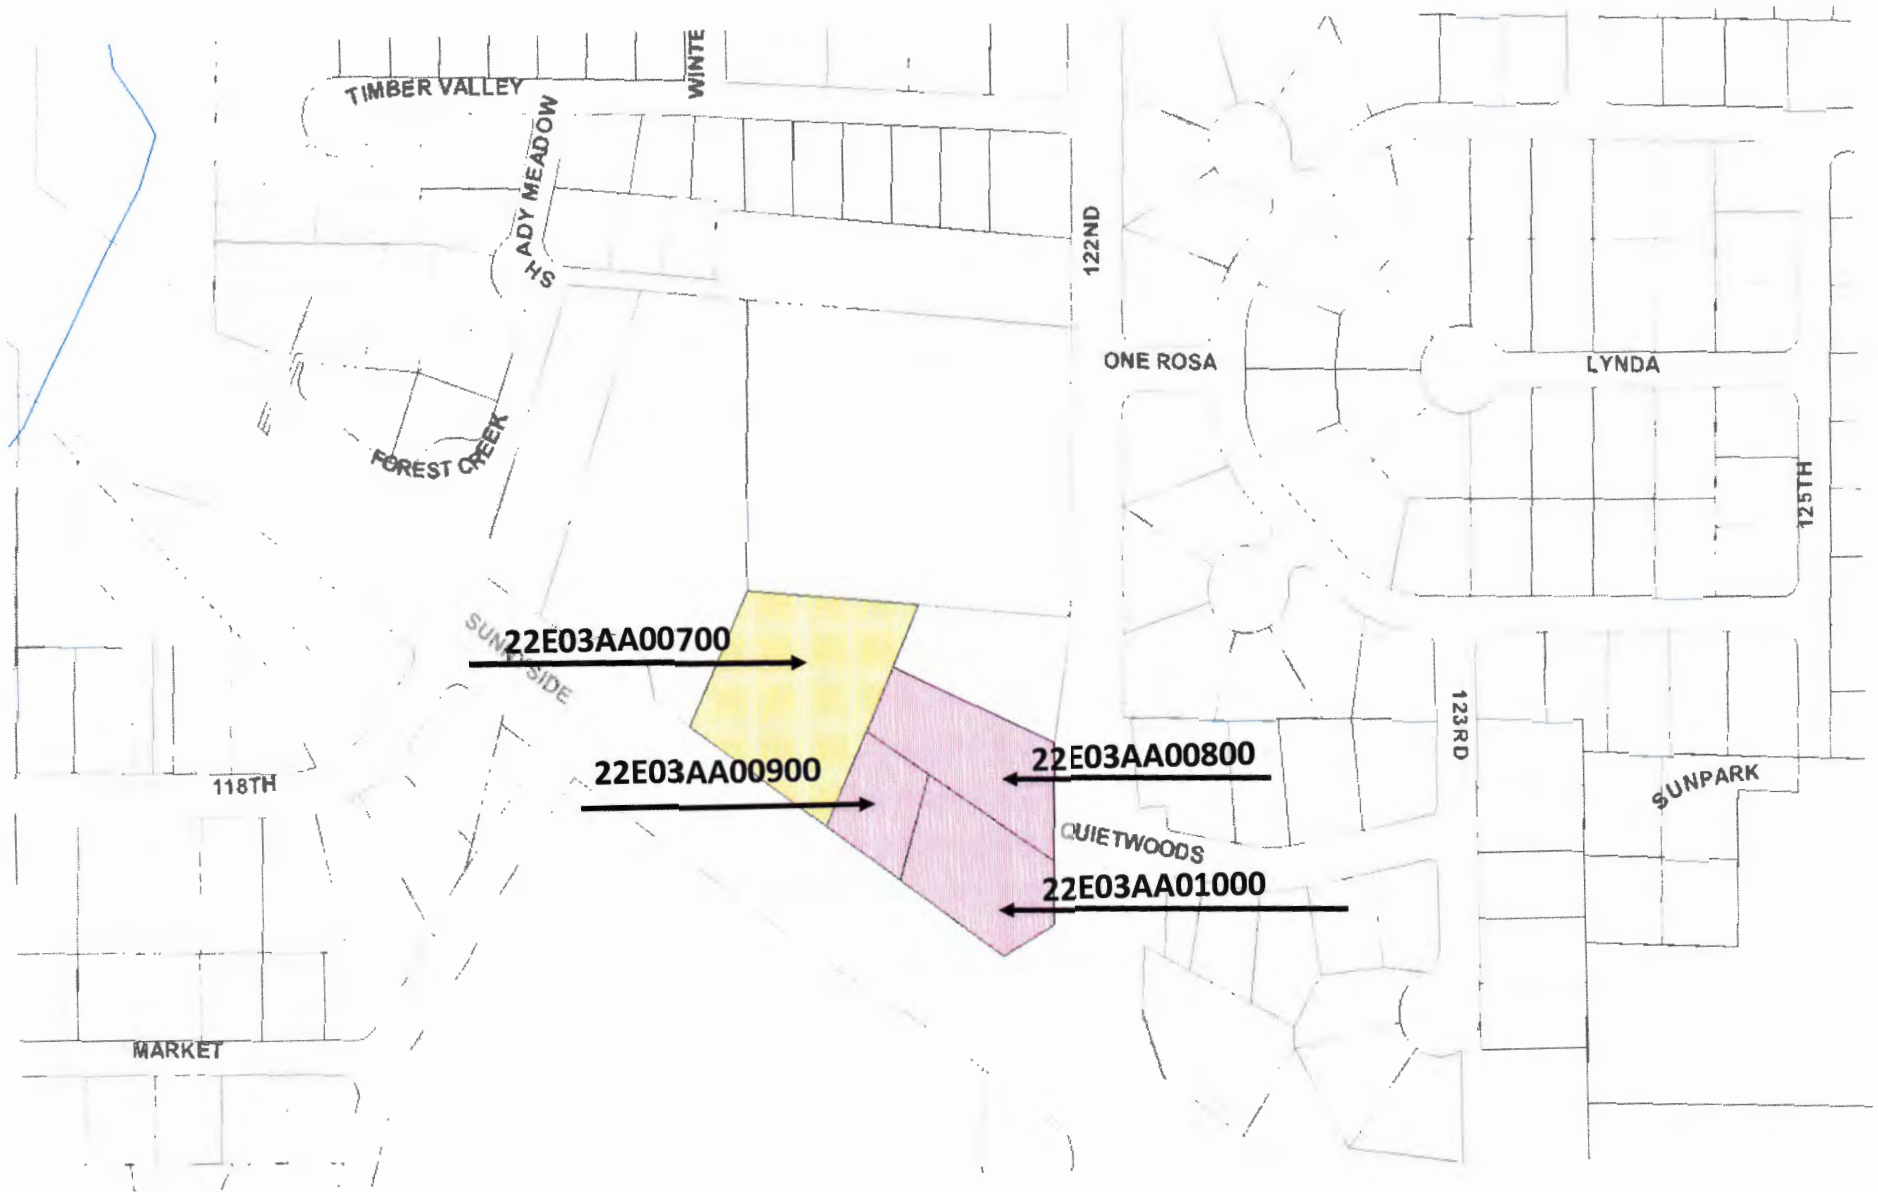 WINTE
TIMBER VALLEY
ADY MEADOW
HS
122ND
ONE ROSA
LYNDA
FOREST CREEK
125TH
SUNNYSIDE
22E03AA00700
123RD
22E03AA00800
22E03AA00900
118TH
SUNPARK
QUIETWOODS
22E03AA01000
MARKET